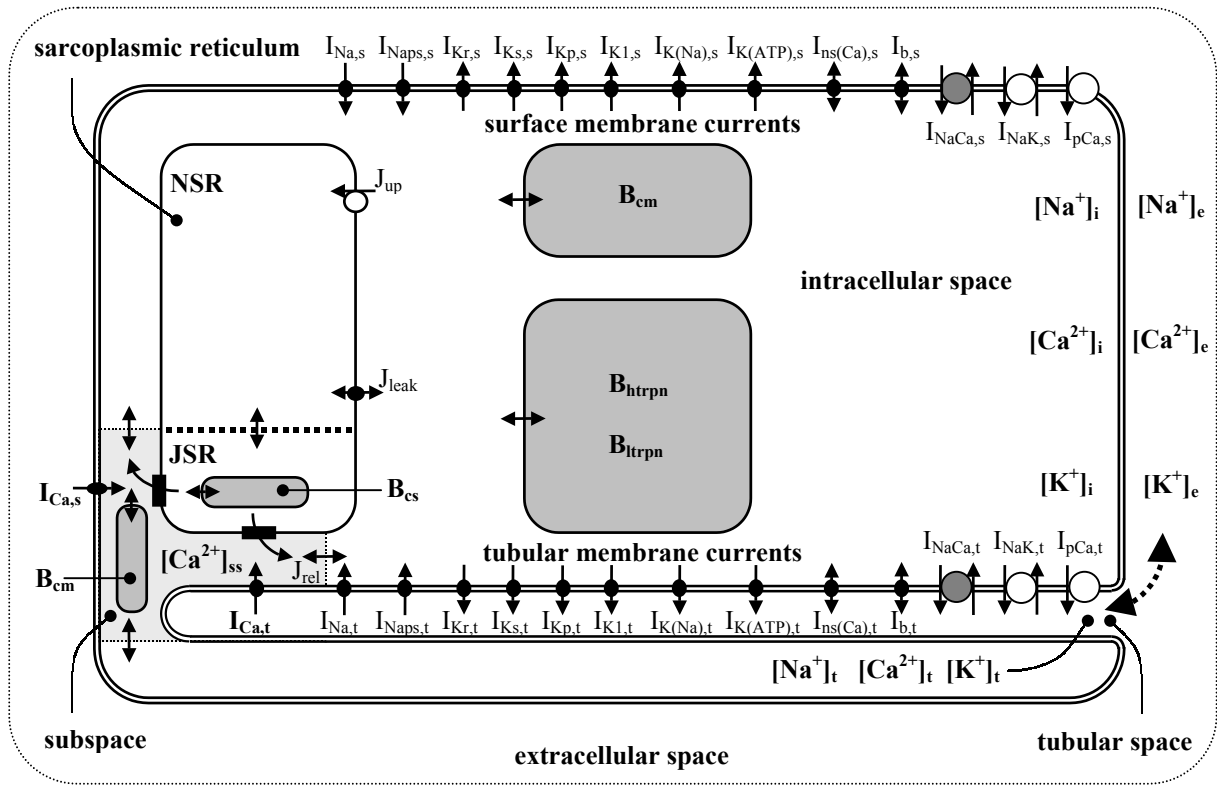 sarcoplasmic reticulum
I_Na,s I_Naps,s I_Kr,s I_Ks,s I_Kp,s I_K1,s I_K(Na),s I_K(ATP),s I_ns(Ca),s I_b,s
surface membrane currents
I_NaCa,s I_NaK,s I_pCa,s
NSR
J_up
B_cm
[Na⁺]_i [Na⁺]_e
intracellular space
[Ca²⁺]_i [Ca²⁺]_e
J_leak
B_htrpn
B_ltrpn
JSR
I_Ca,s
B_cs
[K⁺]_i [K⁺]_e
[Ca²⁺]_ss
J_rel
tubular membrane currents
I_NaCa,t I_NaK,t I_pCa,t
B_cm
I_Ca,t I_Na,t I_Naps,t I_Kr,t I_Ks,t I_Kp,t I_K1,t I_K(Na),t I_K(ATP),t I_ns(Ca),t I_b,t
[Na⁺]_t [Ca²⁺]_t [K⁺]_t
subspace
extracellular space
tubular space